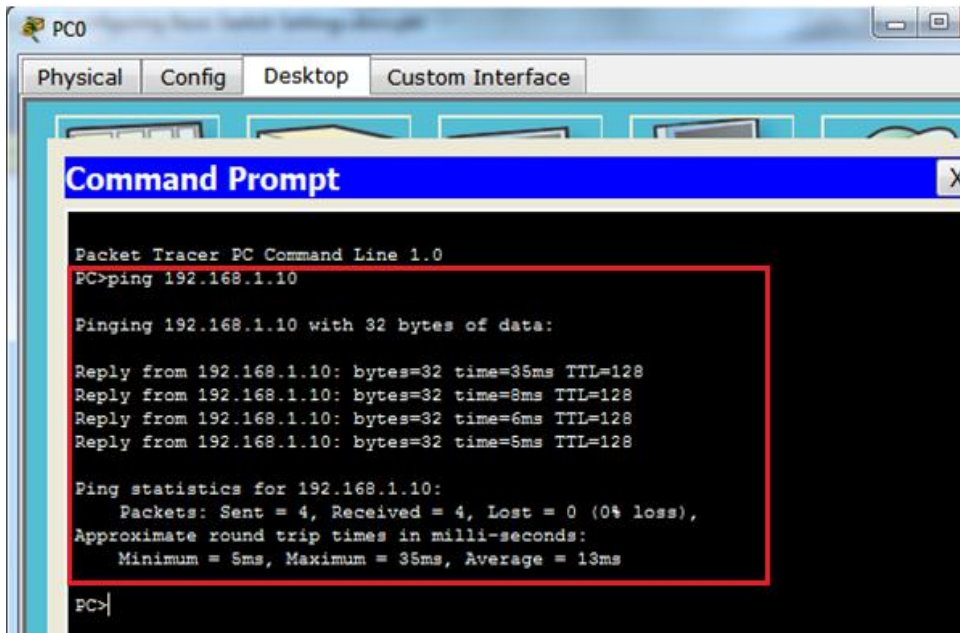 PC0
Physical Config Desktop Custom Interface
Command Prompt
X
Packet Tracer PC Command Line 1.0
PC>ping 192.168.1.10
Pinging 192.168.1.10 with 32 bytes of data:
Reply from 192.168.1.10: bytes=32 time=35ms TTL=128
Reply from 192.168.1.10: bytes=32 time=8ms TTL=128
Reply from 192.168.1.10: bytes=32 time=6ms TTL=128
Reply from 192.168.1.10: bytes=32 time=5ms TTL=128
Ping statistics for 192.168.1.10:
Packets: Sent = 4, Received = 4, Lost = 0 (0% loss),
Approximate round trip times in milli-seconds:
Minimum = 5ms, Maximum = 35ms, Average = 13ms
PC>